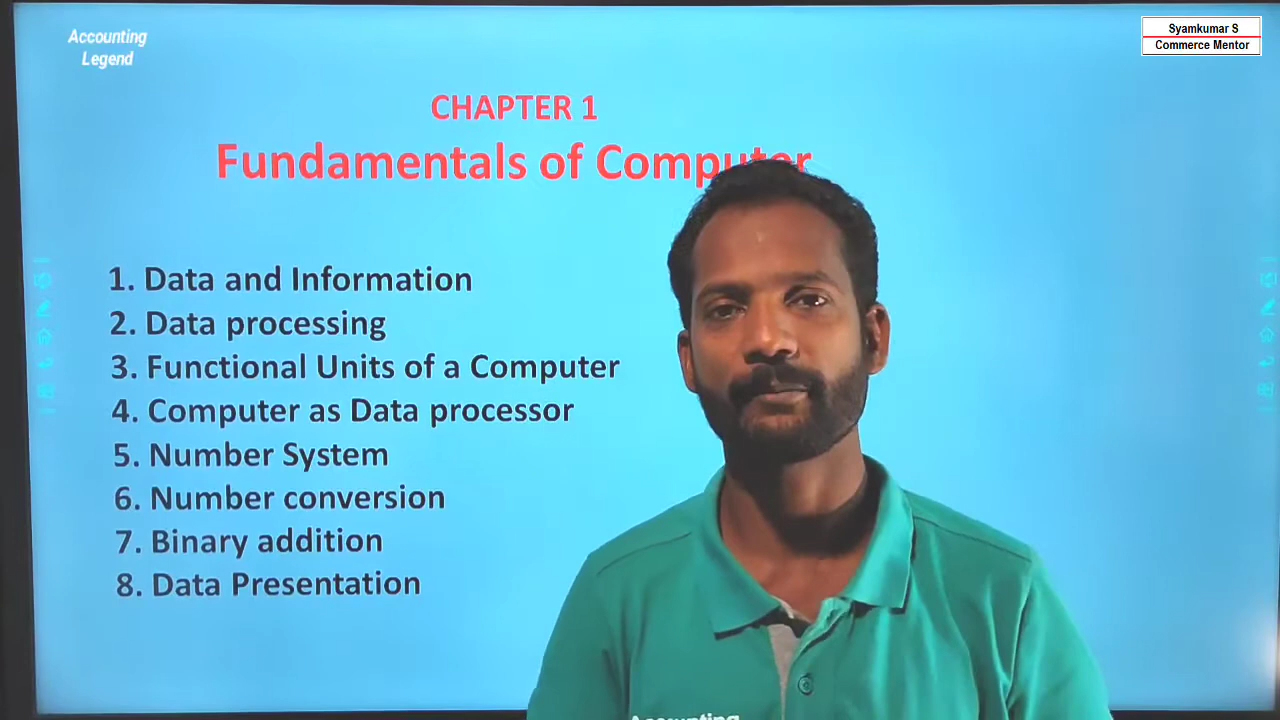 Accounting
Legend
Syamkumar S
Commerce Mentor
CHAPTER 1
Fundamentals of Computer
1. Data and Information
2. Data processing
3. Functional Units of a Computer
4. Computer as Data processor
5. Number System
6. Number conversion
7. Binary addition
8. Data Presentation
Accounting